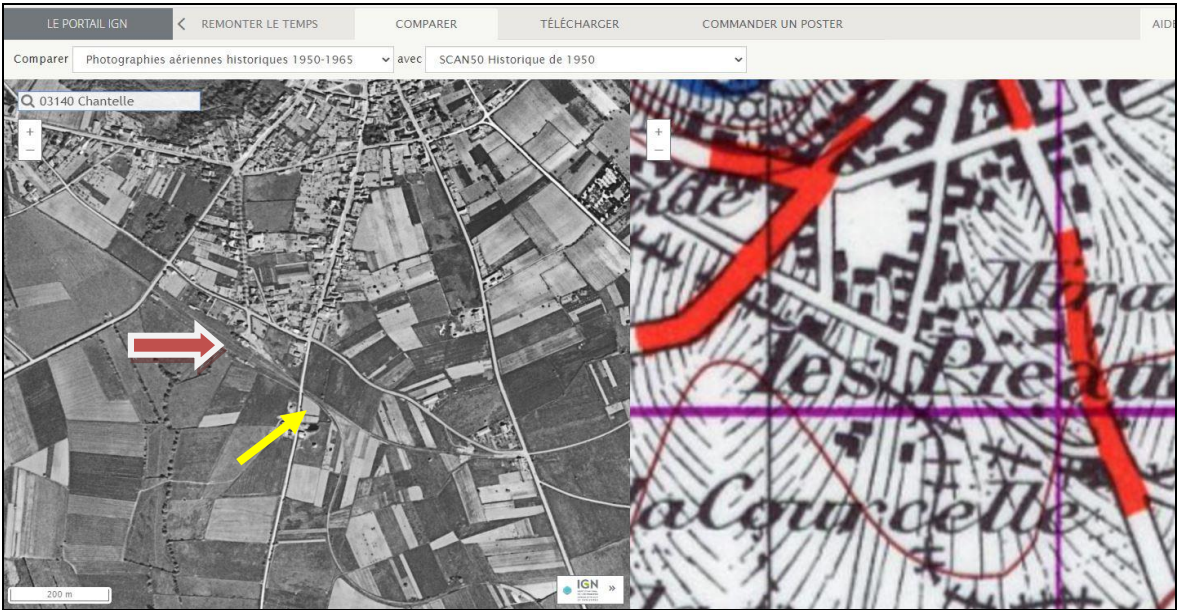 LE PORTAIL IGN
REMONTER LE TEMPS
COMPARER
TÉLÉCHARGER
COMMANDER UN POSTER
AIDE
Comparer Photographies aériennes historiques 1950-1965 avec SCAN50 Historique de 1950
03140 Chantelle
+
−
+
−
les
la Courcelle
200 m
IGN »